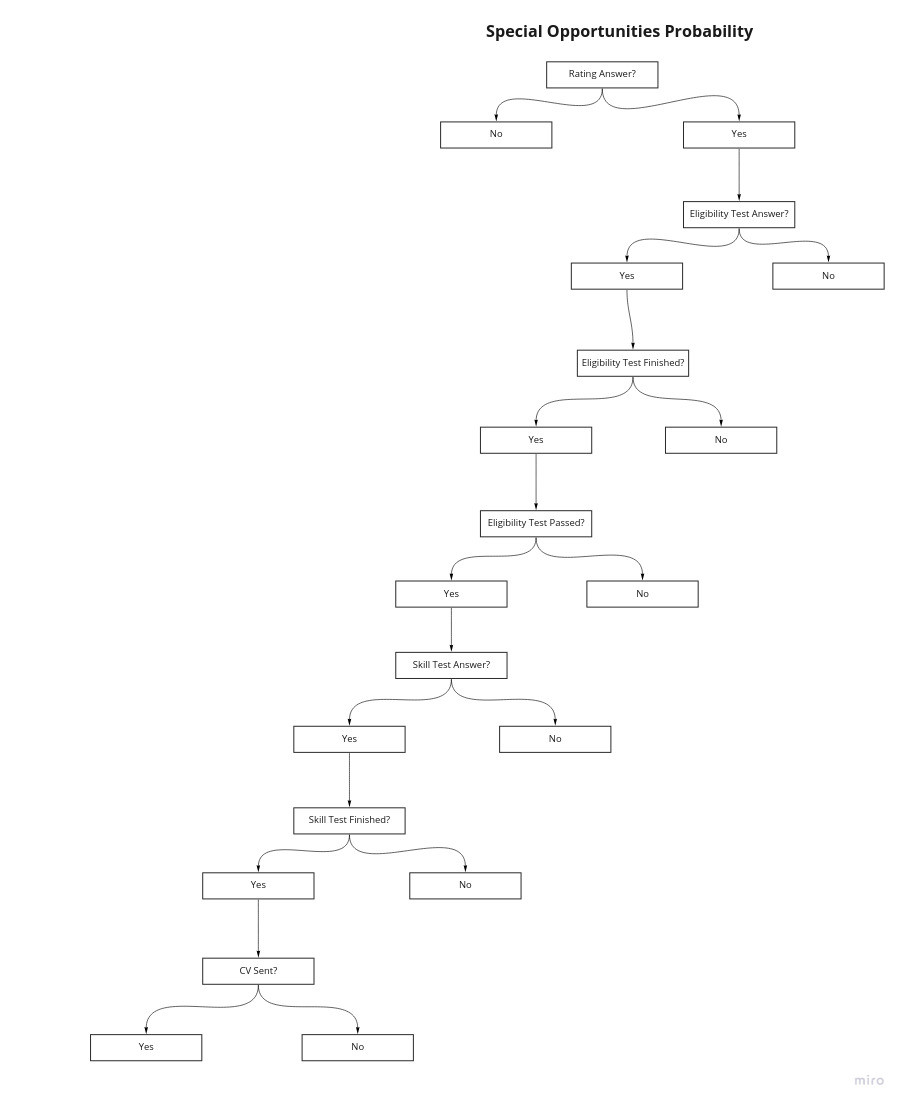 Special Opportunities Probability
Rating Answer?
No
Yes
Eligibility Test Answer?
Yes
No
Eligibility Test Finished?
Yes
No
Eligibility Test Passed?
Yes
No
Skill Test Answer?
Yes
No
Skill Test Finished?
Yes
No
CV Sent?
Yes
No
miro